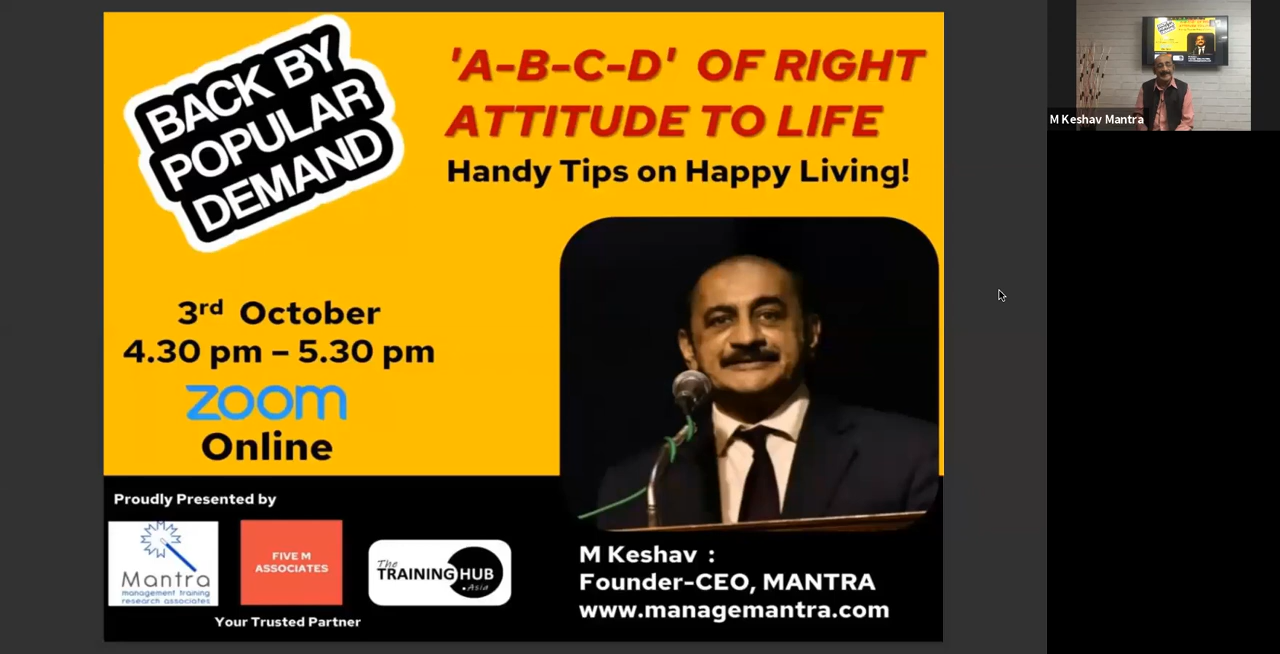 BACK BY
POPULAR
DEMAND
'A-B-C-D' OF RIGHT
ATTITUDE TO LIFE
Handy Tips on Happy Living!
3rd October
4.30 pm – 5.30 pm
zoom
Online
Proudly Presented by
Mantra
management training
research associates
FIVE M
ASSOCIATES
The
TRAINING HUB
.Asia
Your Trusted Partner
M Keshav :
Founder-CEO, MANTRA
www.managemantra.com
M Keshav Mantra